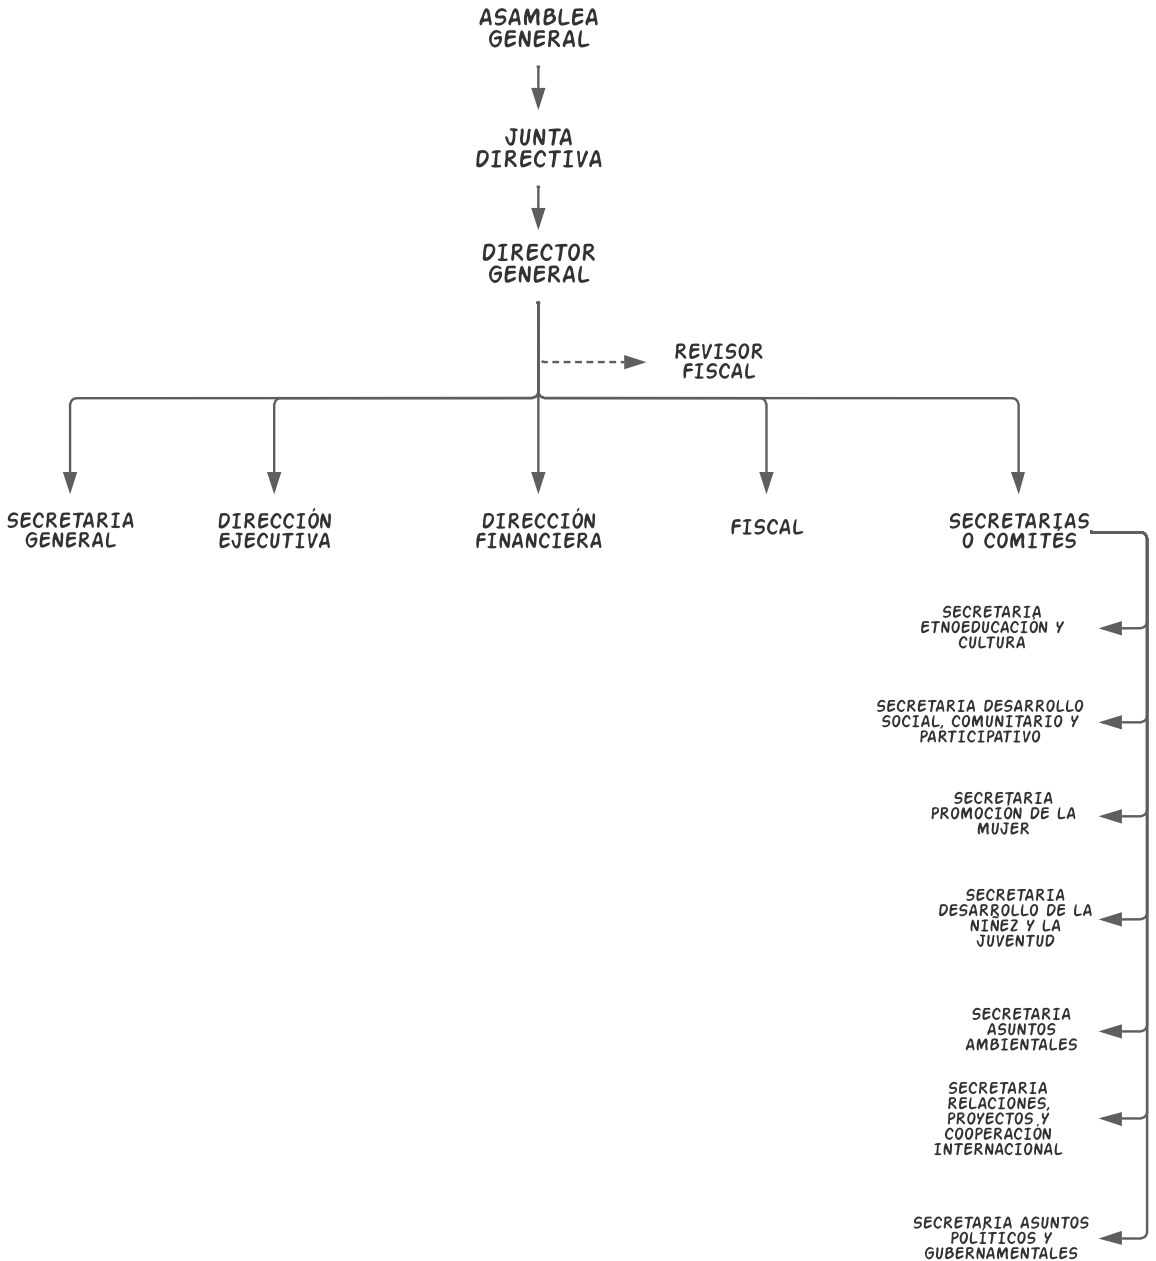 ASAMBLEA
GENERAL
JUNTA
DIRECTIVA
DIRECTOR
GENERAL
REVISOR
FISCAL
SECRETARIA
GENERAL
DIRECCIÓN
EJECUTIVA
DIRECCIÓN
FINANCIERA
FISCAL
SECRETARIAS
O COMITÉS
SECRETARIA
ETNOEDUCACIÓN Y
CULTURA
SECRETARIA DESARROLLO
SOCIAL, COMUNITARIO Y
PARTICIPATIVO
SECRETARIA
PROMOCIÓN DE LA
MUJER
SECRETARIA
DESARROLLO DE LA
NIÑEZ Y LA
JUVENTUD
SECRETARIA
ASUNTOS
AMBIENTALES
SECRETARIA
RELACIONES,
PROYECTOS Y
COOPERACIÓN
INTERNACIONAL
SECRETARIA ASUNTOS
POLÍTICOS Y
GUBERNAMENTALES